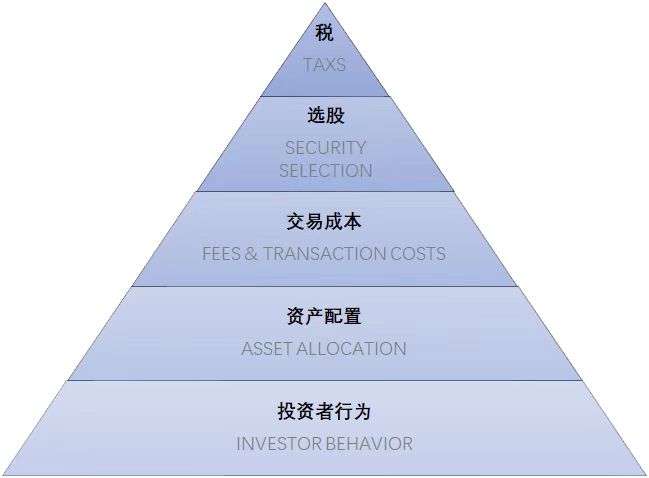 税
TAXS
选股
SECURITY
SELECTION
交易成本
FEES & TRANSACTION COSTS
资产配置
ASSET ALLOCATION
投资者行为
INVESTOR BEHAVIOR